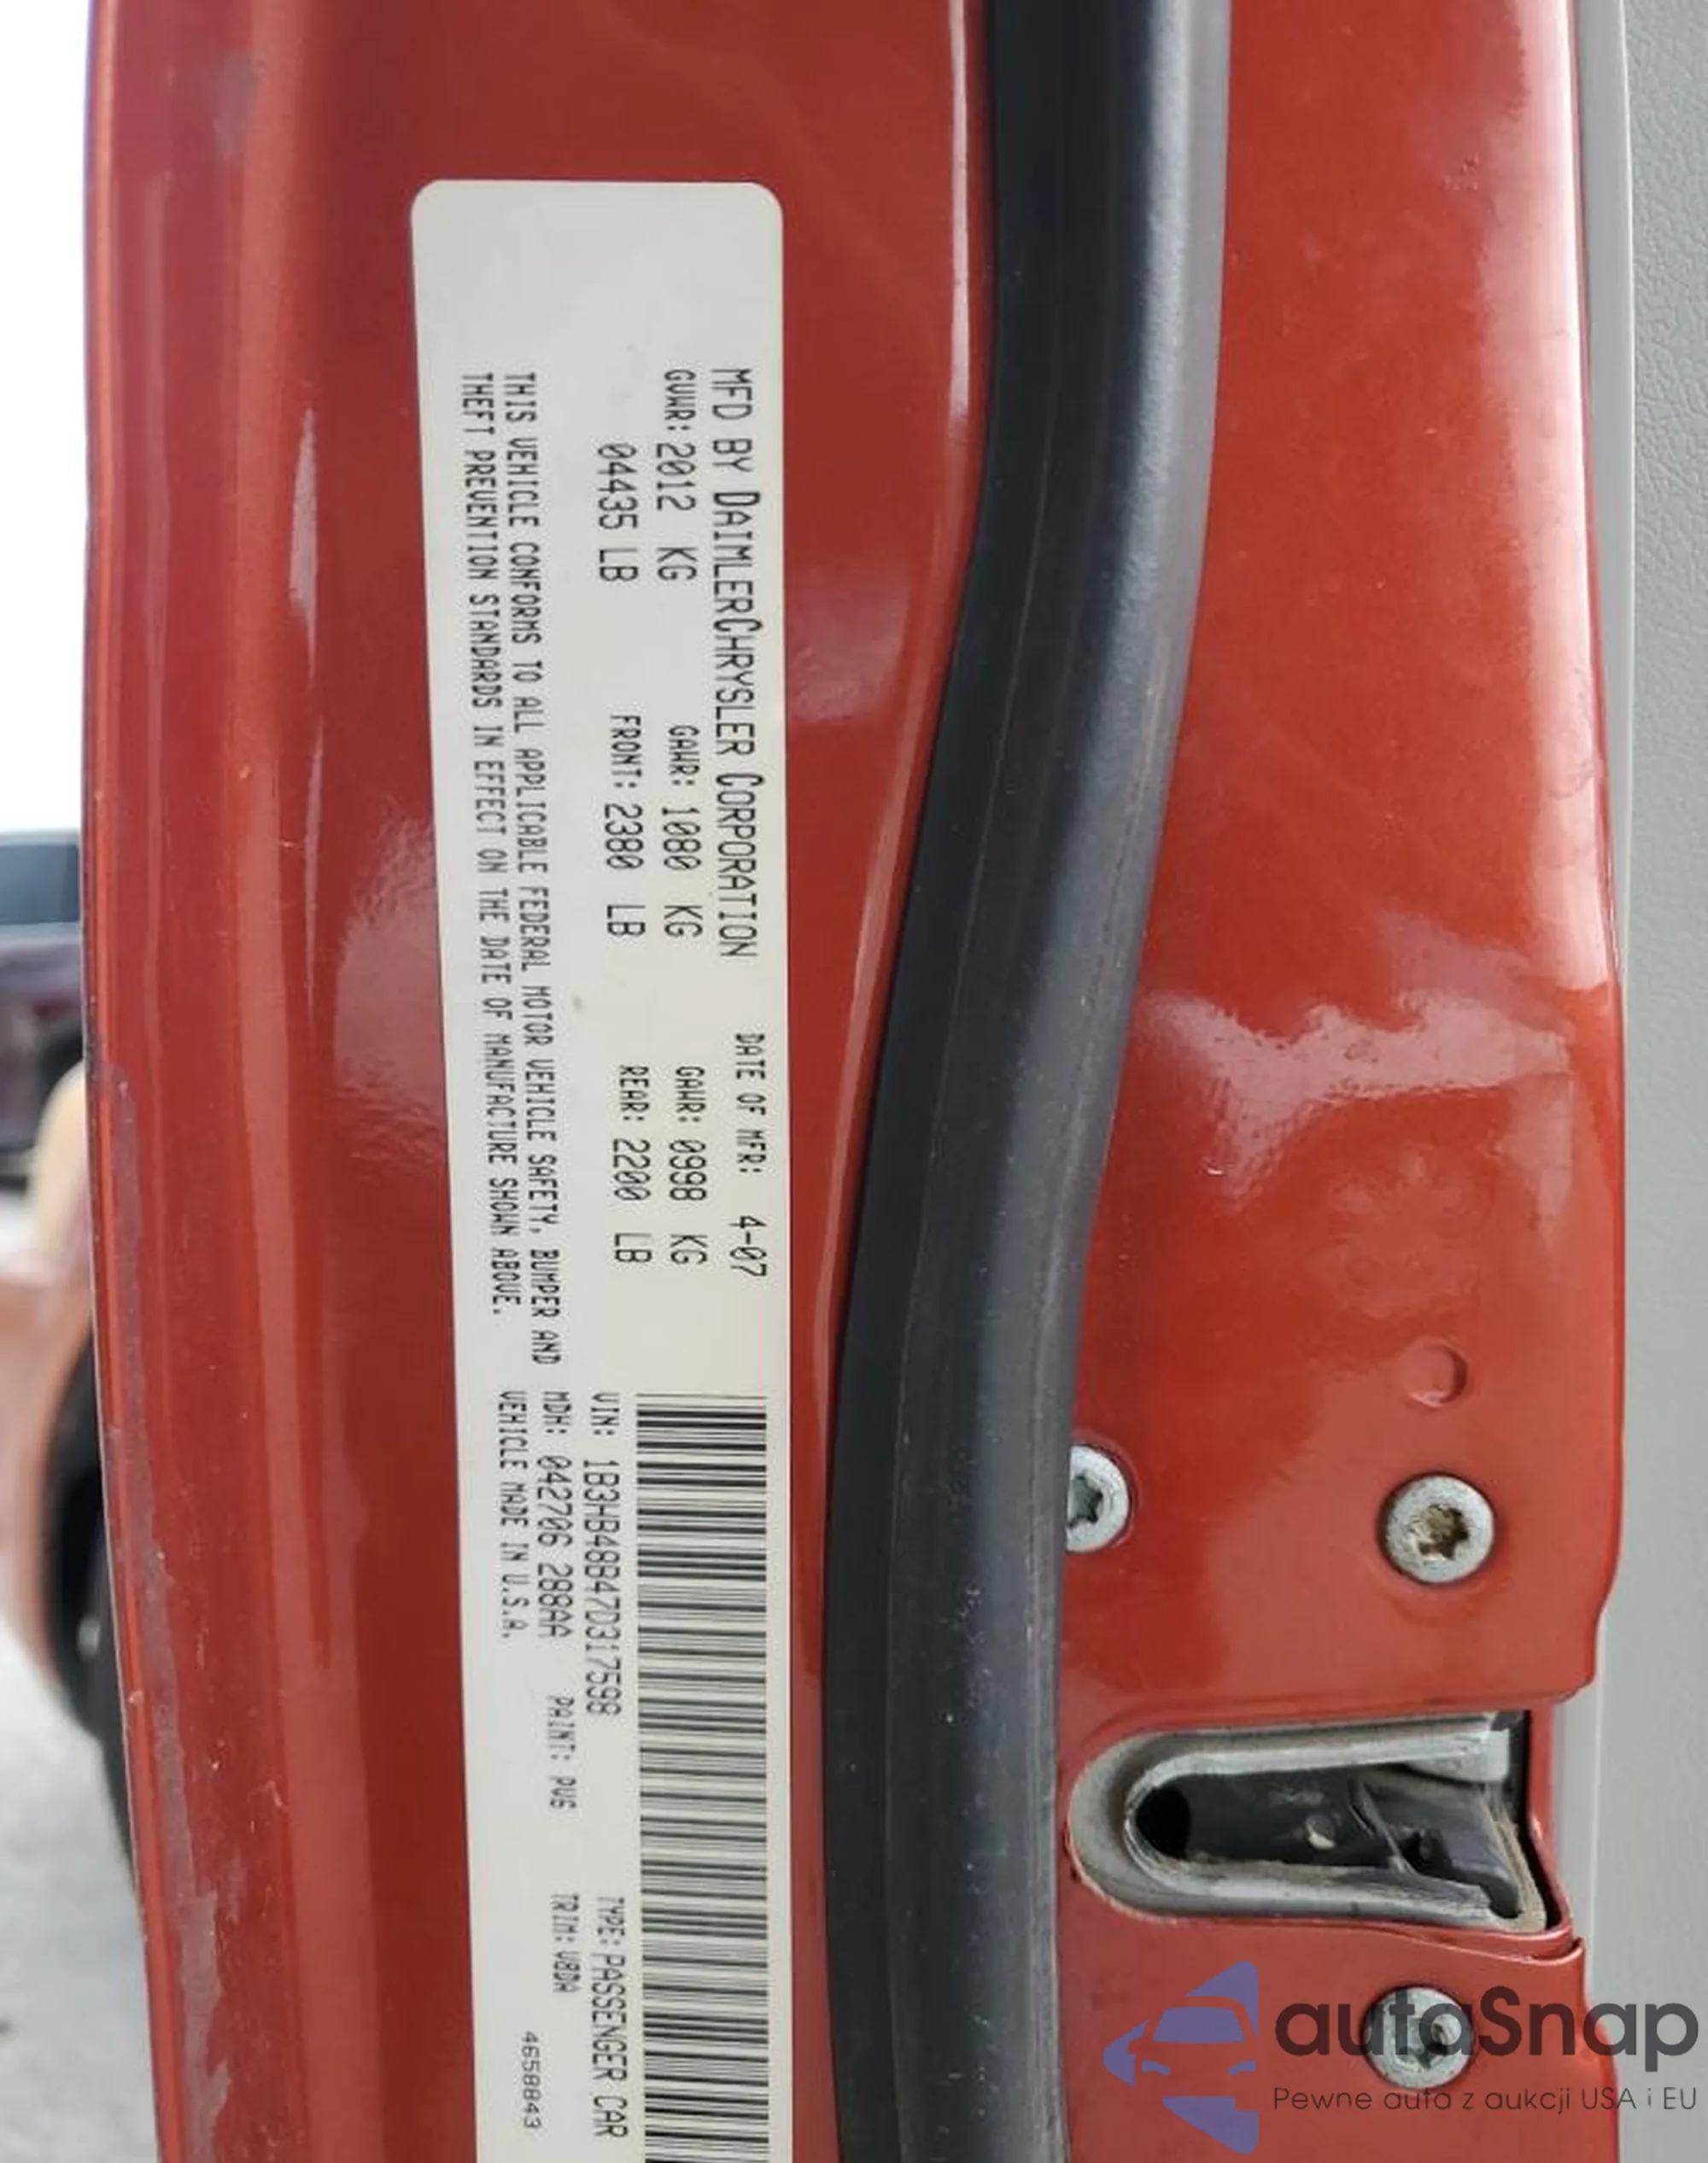 MFD BY DAIMLERCHRYSLER CORPORATION DATE OF MFR: 4-07
GVWR: 2012 KG GAWR: 1080 KG GAWR: 0998 KG
04435 LB FRONT: 2380 LB REAR: 2200 LB
THIS VEHICLE CONFORMS TO ALL APPLICABLE FEDERAL MOTOR VEHICLE SAFETY, BUMPER AND
THEFT PREVENTION STANDARDS IN EFFECT ON THE DATE OF MANUFACTURE SHOWN ABOVE.
VIN: 1B3HB48B47D317598 TYPE: PASSENGER CAR
MDH: 042706 288AA PAINT: PV6 TRIM: V8DA
VEHICLE MADE IN U.S.A. 4658843
autoSnap
Pewne auta z aukcji USA i EU